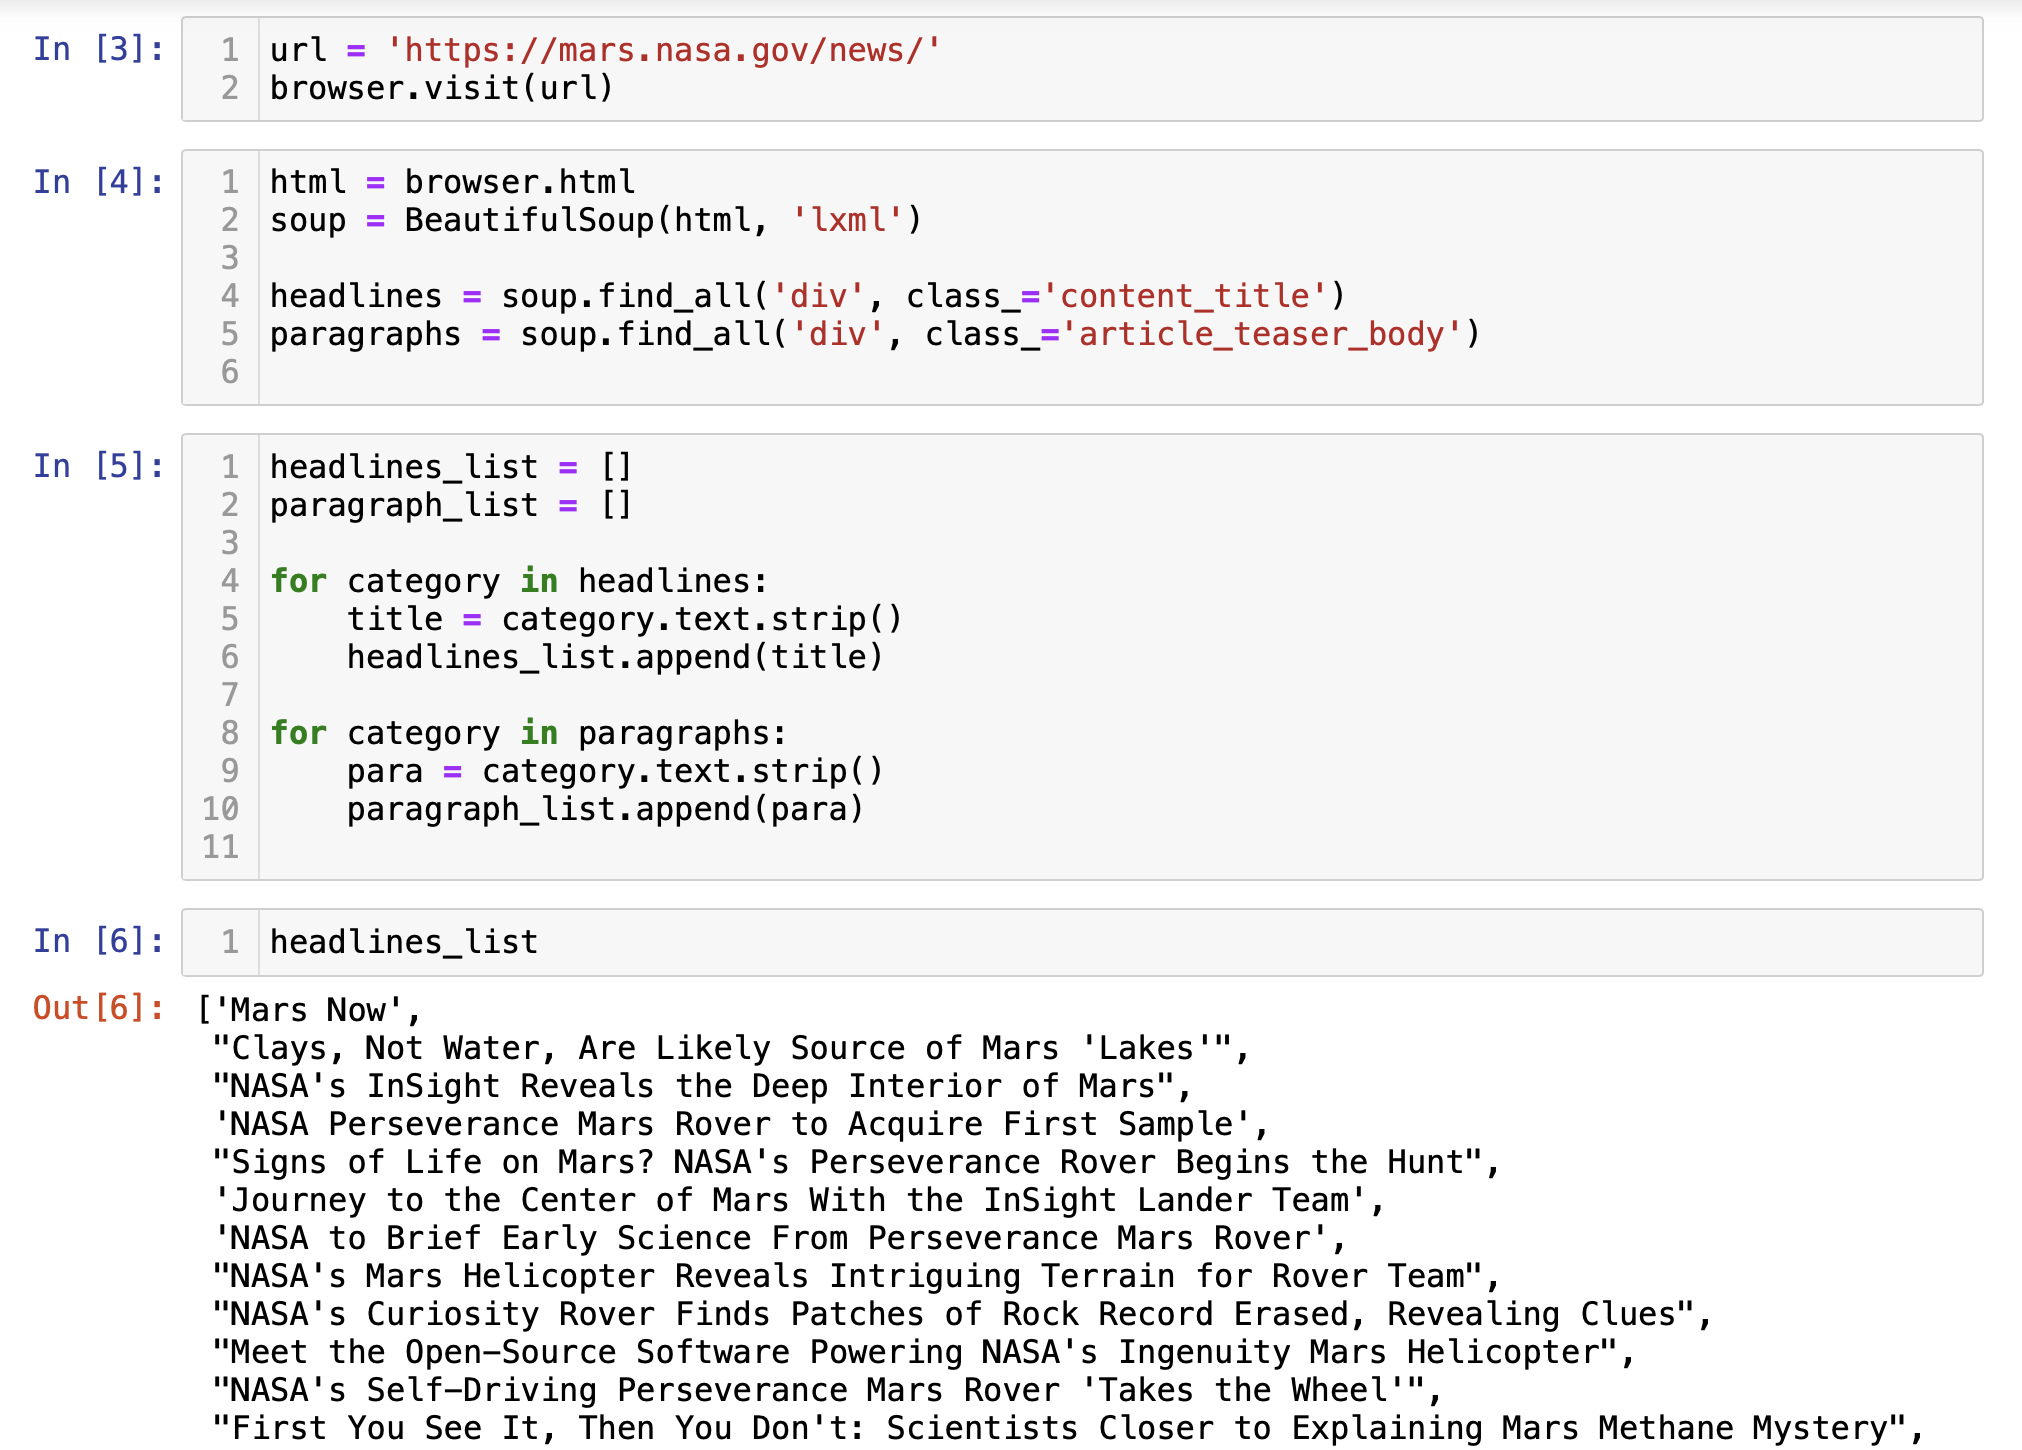 In [3]:
1 url = 'https://mars.nasa.gov/news/'
2 browser.visit(url)
In [4]:
1 html = browser.html
2 soup = BeautifulSoup(html, 'lxml')
3
4 headlines = soup.find_all('div', class_='content_title')
5 paragraphs = soup.find_all('div', class_='article_teaser_body')
6
In [5]:
1 headlines_list = []
2 paragraph_list = []
3
4 for category in headlines:
5     title = category.text.strip()
6     headlines_list.append(title)
7
8 for category in paragraphs:
9     para = category.text.strip()
10     paragraph_list.append(para)
11
In [6]:
1 headlines_list
Out[6]: ['Mars Now',
"Clays, Not Water, Are Likely Source of Mars 'Lakes'",
"NASA's InSight Reveals the Deep Interior of Mars",
'NASA Perseverance Mars Rover to Acquire First Sample',
"Signs of Life on Mars? NASA's Perseverance Rover Begins the Hunt",
'Journey to the Center of Mars With the InSight Lander Team',
'NASA to Brief Early Science From Perseverance Mars Rover',
"NASA's Mars Helicopter Reveals Intriguing Terrain for Rover Team",
"NASA's Curiosity Rover Finds Patches of Rock Record Erased, Revealing Clues",
"Meet the Open-Source Software Powering NASA's Ingenuity Mars Helicopter",
"NASA's Self-Driving Perseverance Mars Rover 'Takes the Wheel'",
"First You See It, Then You Don't: Scientists Closer to Explaining Mars Methane Mystery",